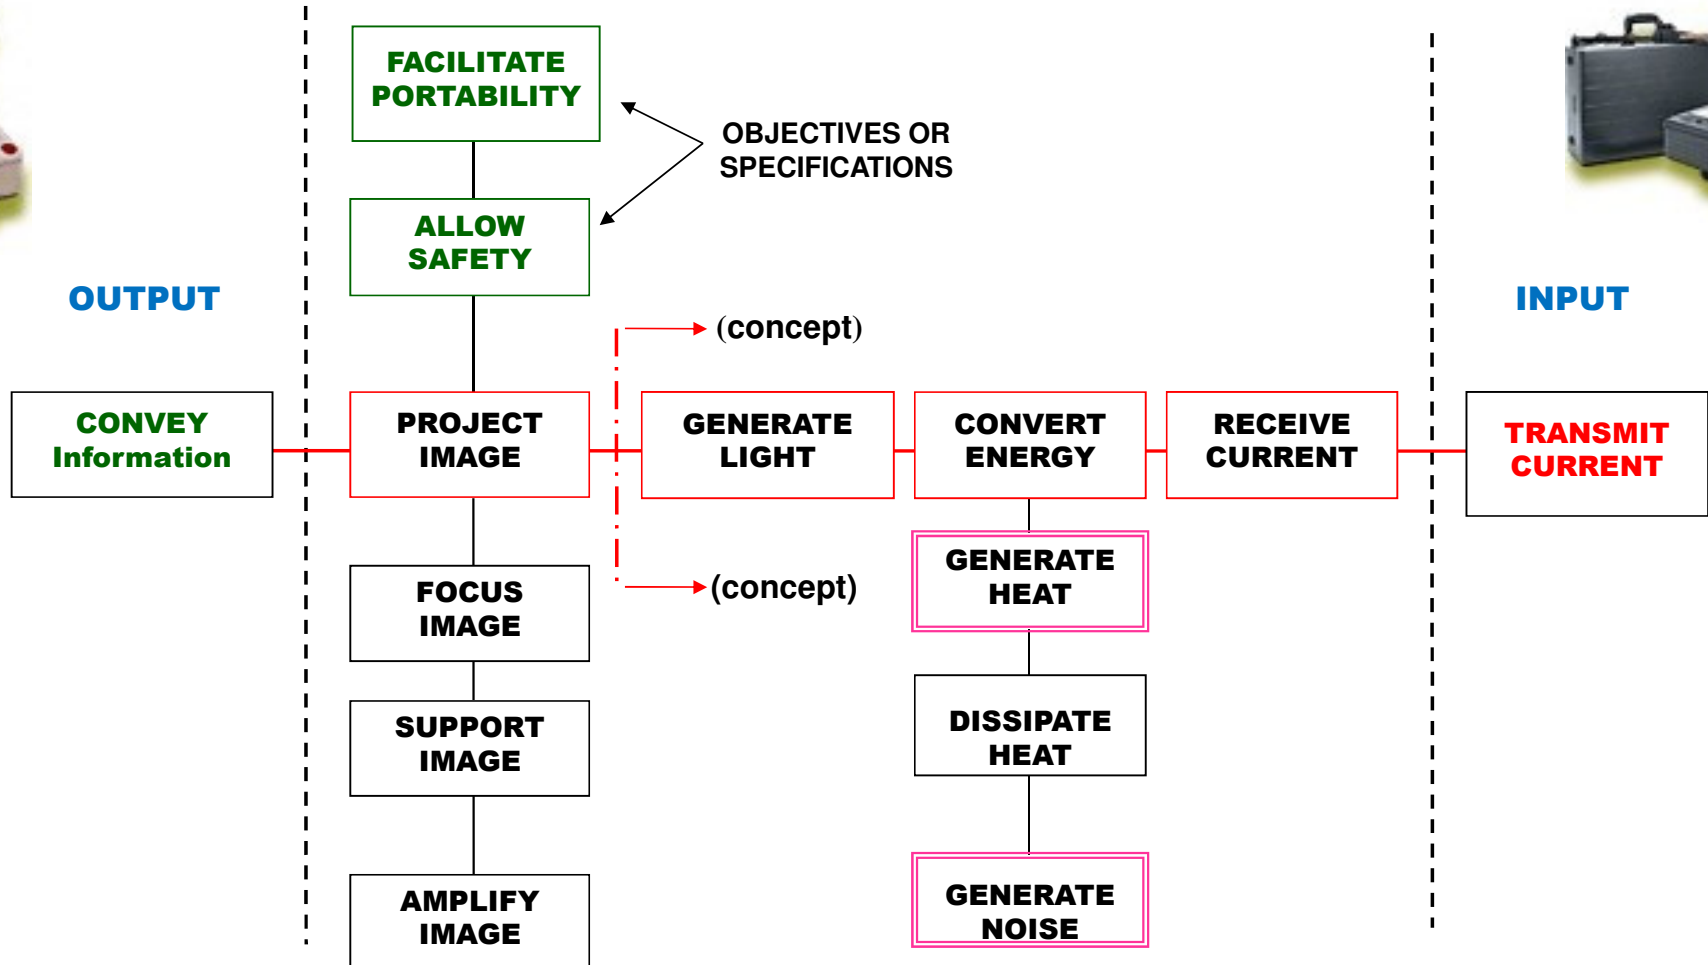 FACILITATE
PORTABILITY
OBJECTIVES OR
SPECIFICATIONS
ALLOW
SAFETY
OUTPUT
INPUT
(concept)
CONVEY
Information
PROJECT
IMAGE
GENERATE
LIGHT
CONVERT
ENERGY
RECEIVE
CURRENT
TRANSMIT
CURRENT
(concept)
FOCUS
IMAGE
GENERATE
HEAT
SUPPORT
IMAGE
DISSIPATE
HEAT
AMPLIFY
IMAGE
GENERATE
NOISE